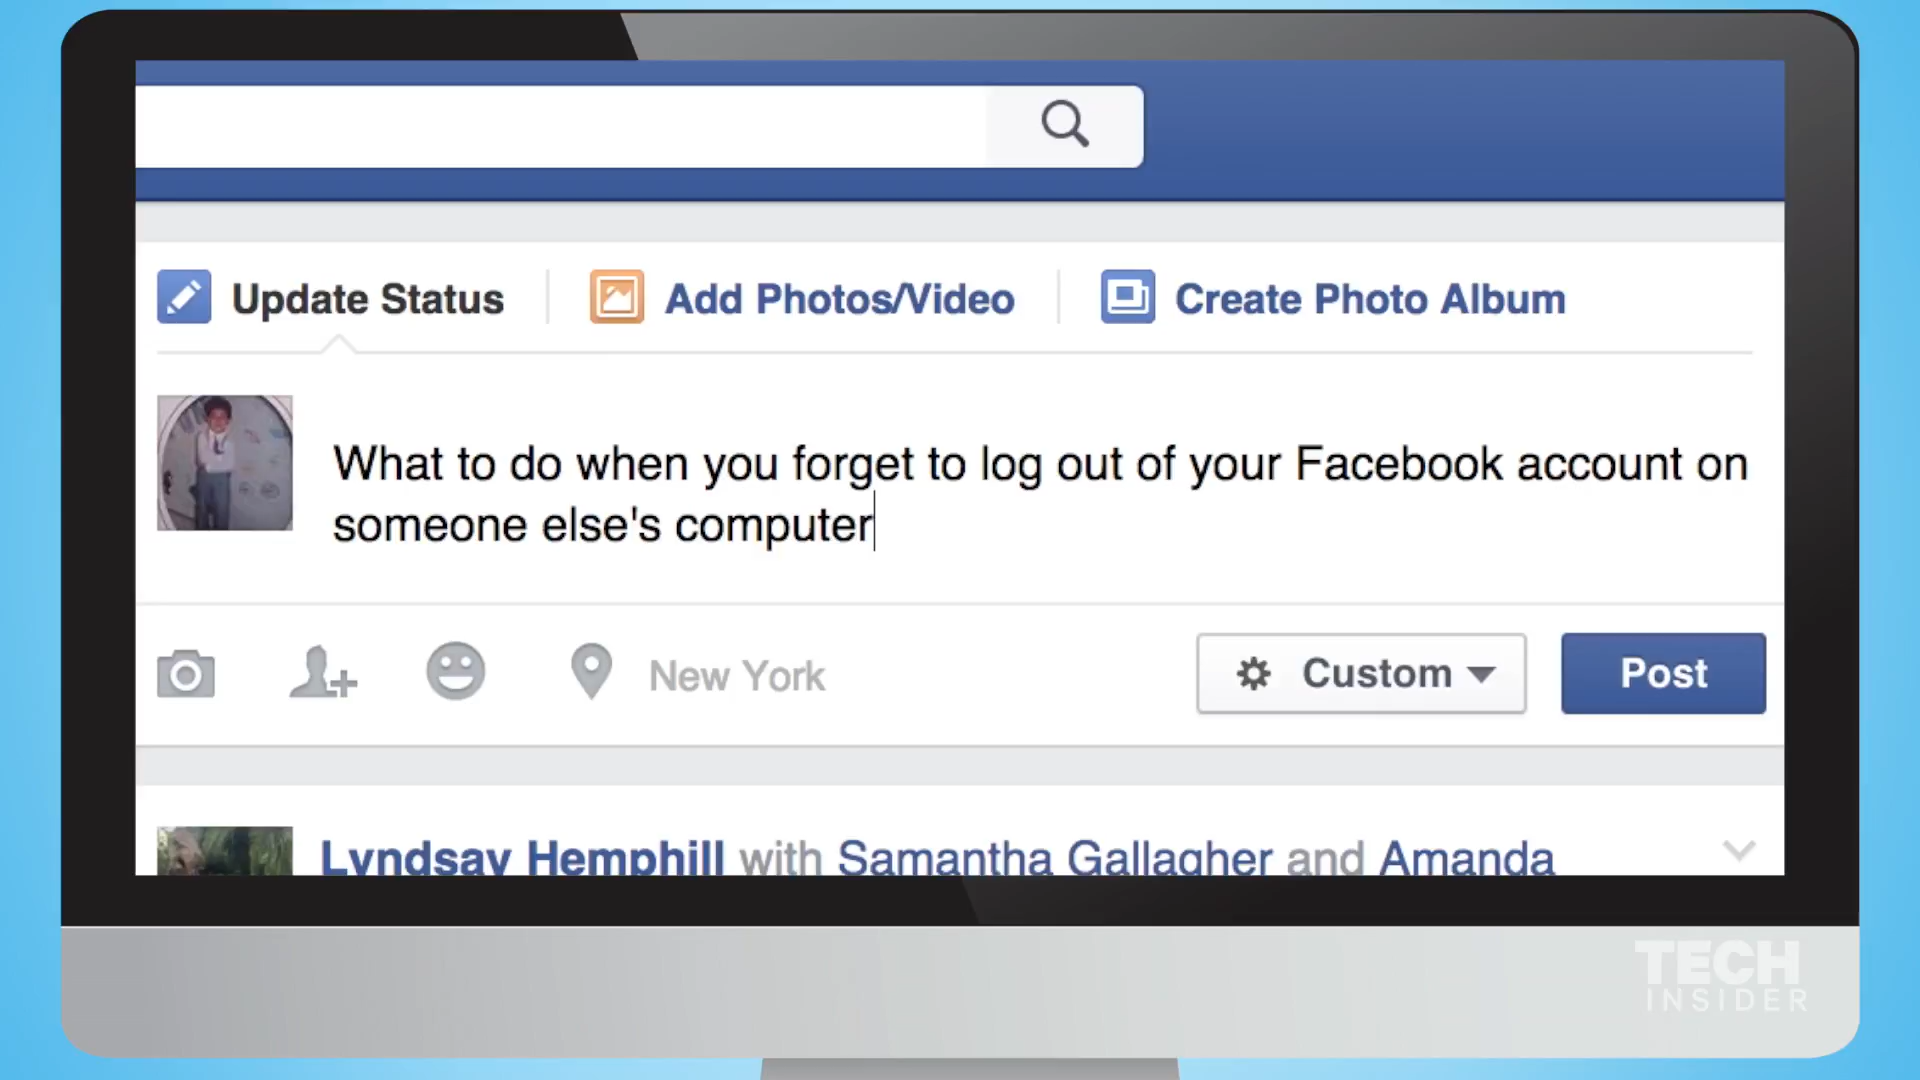 Update Status
Add Photos/Video
Create Photo Album
What to do when you forget to log out of your Facebook account on
someone else's computer
New York
Custom
Post
Lyndsay Hemphill with Samantha Gallagher and Amanda
TECH
INSIDER